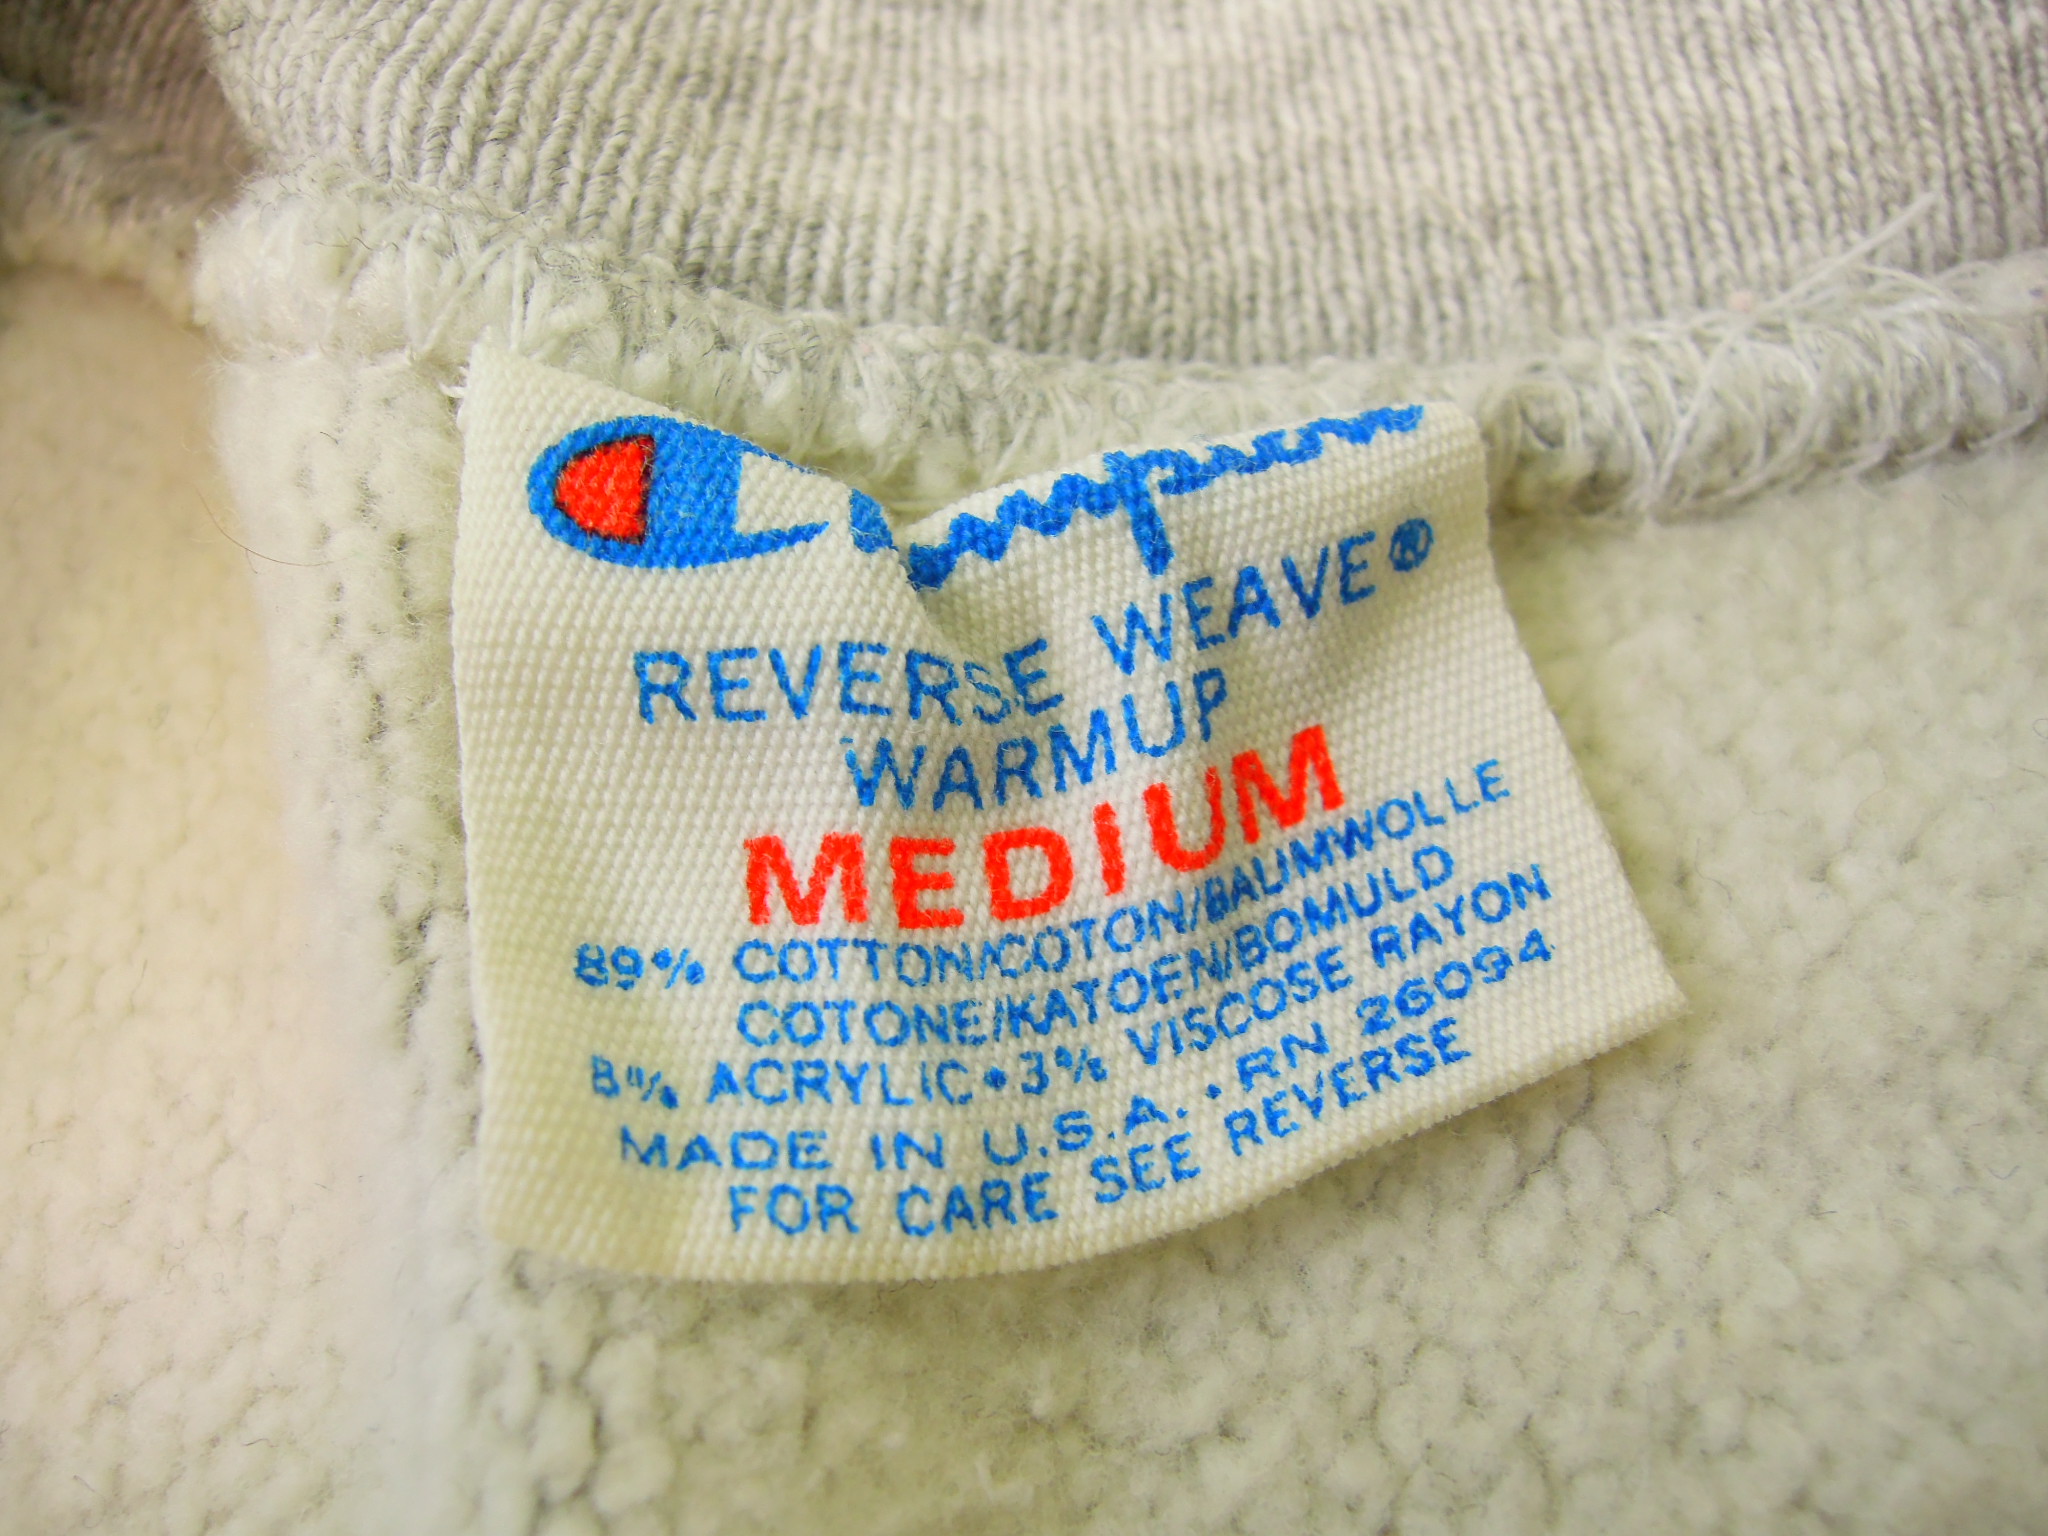 Champion
REVERSE WEAVE®
WARMUP
MEDIUM
89% COTTON/COTON/BAUMWOLLE
COTONE/KATOEN/BOMULD
8% ACRYLIC • 3% VISCOSE RAYON
MADE IN U.S.A. • RN 26094
FOR CARE SEE REVERSE